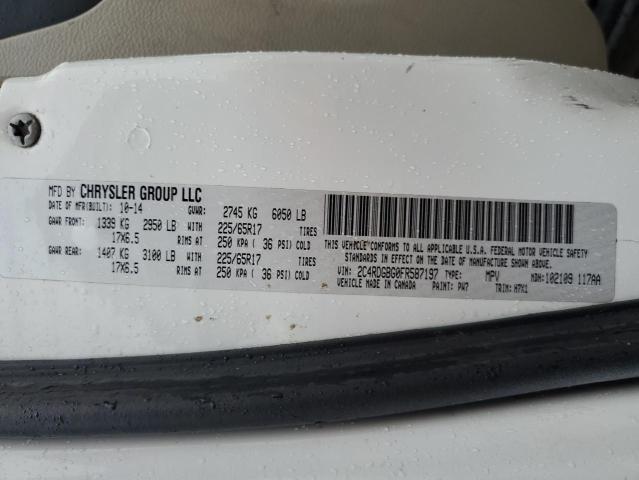 MFD BY CHRYSLER GROUP LLC
DATE OF MFR(BUILT): 10-14 GVWR: 2745 KG 6050 LB
GAWR FRONT: 1339 KG 2950 LB WITH 225/65R17 TIRES
17X6.5 RIMS AT 250 KPA ( 36 PSI) COLD
GAWR REAR: 1407 KG 3100 LB WITH 225/65R17 TIRES
17X6.5 RIMS AT 250 KPA ( 36 PSI) COLD
THIS VEHICLE CONFORMS TO ALL APPLICABLE U.S.A. FEDERAL MOTOR VEHICLE SAFETY
STANDARDS IN EFFECT ON THE DATE OF MANUFACTURE SHOWN ABOVE.
VIN: 2C4RDGBG0FR587197 TYPE: MPV MDH: 102109 117AA
VEHICLE MADE IN CANADA PAINT: PW7 TRIM: H7X1